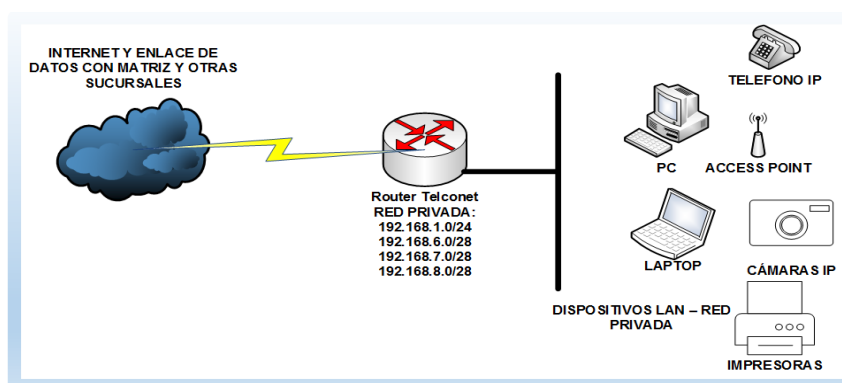 INTERNET Y ENLACE DE
DATOS CON MATRIZ Y OTRAS
SUCURSALES
Router Telconet
RED PRIVADA:
192.168.1.0/24
192.168.6.0/28
192.168.7.0/28
192.168.8.0/28
TELEFONO IP
PC
ACCESS POINT
LAPTOP
CÁMARAS IP
DISPOSITIVOS LAN – RED
PRIVADA
IMPRESORAS